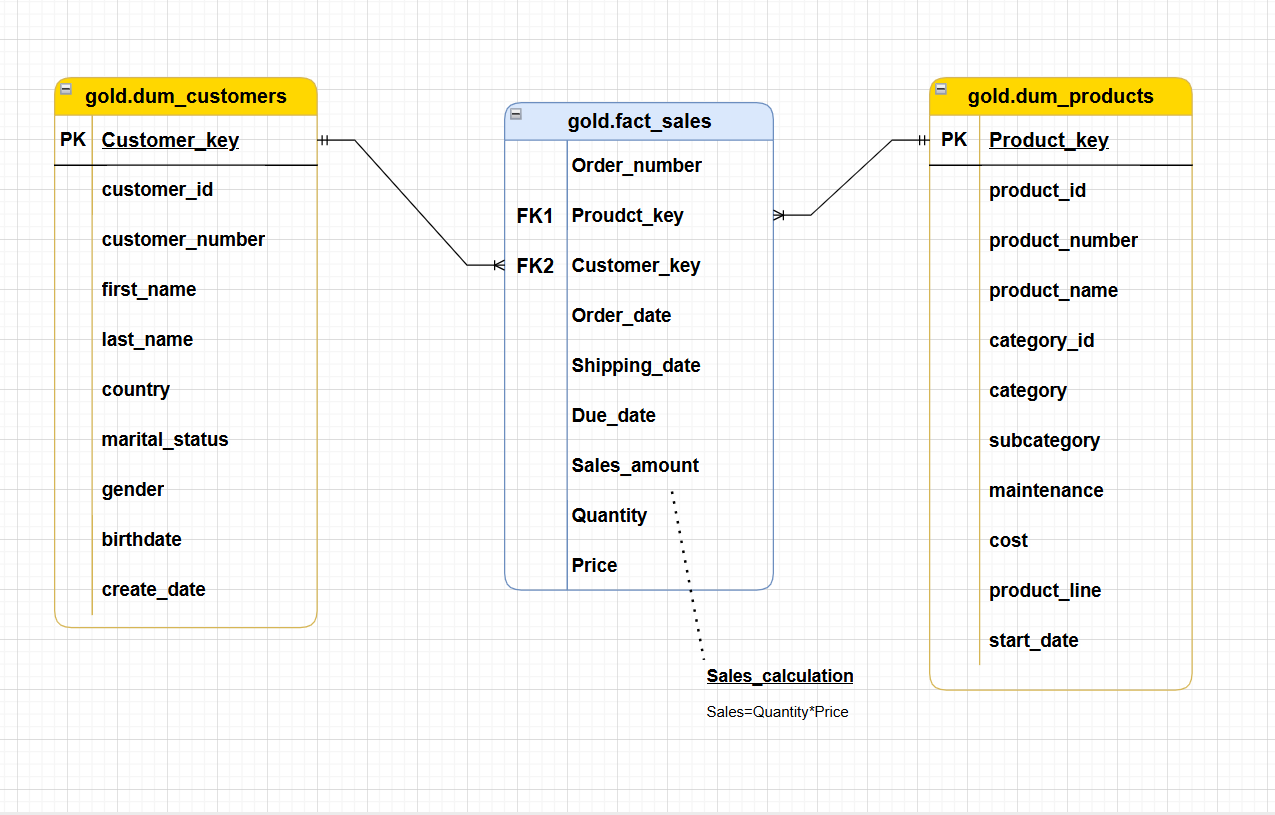 gold.dum_customers
PK Customer_key
customer_id
customer_number
first_name
last_name
country
marital_status
gender
birthdate
create_date
gold.fact_sales
Order_number
FK1 Proudct_key
FK2 Customer_key
Order_date
Shipping_date
Due_date
Sales_amount
Quantity
Price
Sales_calculation
Sales=Quantity*Price
gold.dum_products
PK Product_key
product_id
product_number
product_name
category_id
category
subcategory
maintenance
cost
product_line
start_date